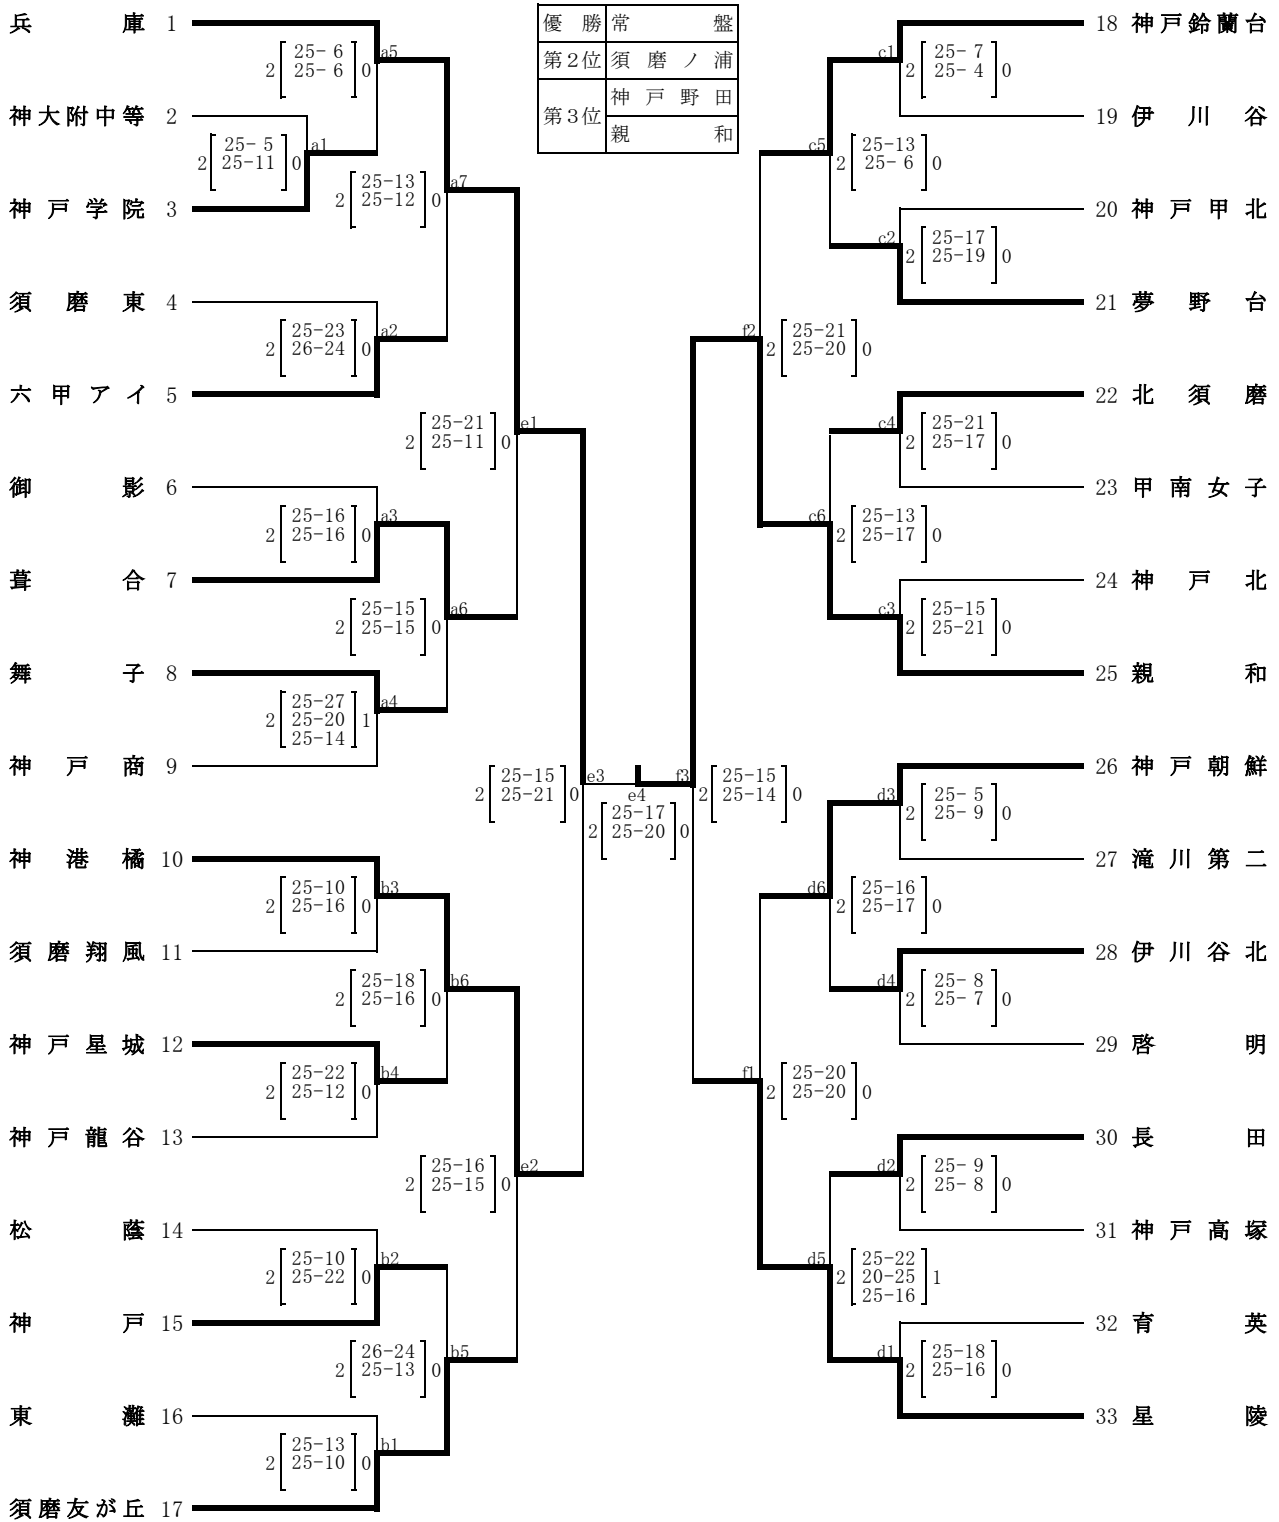 優勝 常盤
第2位 須磨ノ浦
第3位 神戸野田
親和
兵庫 1
25- 6
25- 6
2 0
a5
神大附中等 2
25- 5
25-11
2 0
a1
神戸学院 3
25-13
25-12
2 0
a7
須磨東 4
25-23
26-24
2 0
a2
六甲アイ 5
25-21
25-11
2 0
e1
御影 6
25-16
25-16
2 0
a3
葺合 7
25-15
25-15
2 0
a6
舞子 8
25-27
25-20
25-14
2 1
a4
神戸商 9
25-15
25-21
2 0
e3
神港橘 10
25-10
25-16
2 0
b3
須磨翔風 11
25-18
25-16
2 0
b6
神戸星城 12
25-22
25-12
2 0
b4
神戸龍谷 13
25-16
25-15
2 0
e2
松蔭 14
25-10
25-22
2 0
b2
神戸 15
26-24
25-13
2 0
b5
東灘 16
25-13
25-10
2 0
b1
須磨友が丘 17
e4
25-17
25-20
2 0
18 神戸鈴蘭台
c1
25- 7
25- 4
2 0
19 伊川谷
c5
25-13
25- 6
2 0
20 神戸甲北
c2
25-17
25-19
2 0
21 夢野台
f2
25-21
25-20
2 0
22 北須磨
c4
25-21
25-17
2 0
23 甲南女子
c6
25-13
25-17
2 0
24 神戸北
c3
25-15
25-21
2 0
25 親和
f3
25-15
25-14
2 0
26 神戸朝鮮
d3
25- 5
25- 9
2 0
27 滝川第二
d6
25-16
25-17
2 0
28 伊川谷北
d4
25- 8
25- 7
2 0
29 啓明
f1
25-20
25-20
2 0
30 長田
d2
25- 9
25- 8
2 0
31 神戸高塚
d5
25-22
20-25
25-16
2 1
32 育英
d1
25-18
25-16
2 0
33 星陵